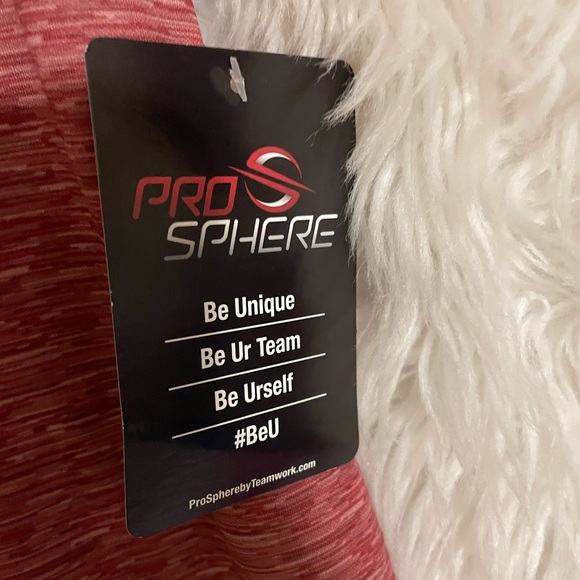 PRO
SPHERE
Be Unique
Be Ur Team
Be Urself
#BeU
ProSpherebyTeamwork.com